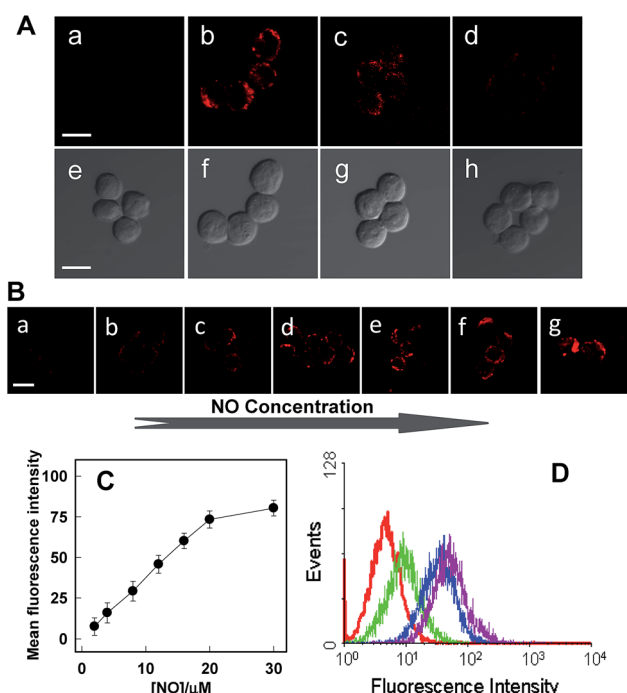 A
a b c d
e f g h
B
a b c d e f g
NO Concentration
C
Mean fluorescence intensity
100
75
50
25
0
0 10 20 30
[NO]/μM
D
Events
128
0
10⁰ 10¹ 10² 10³ 10⁴
Fluorescence Intensity